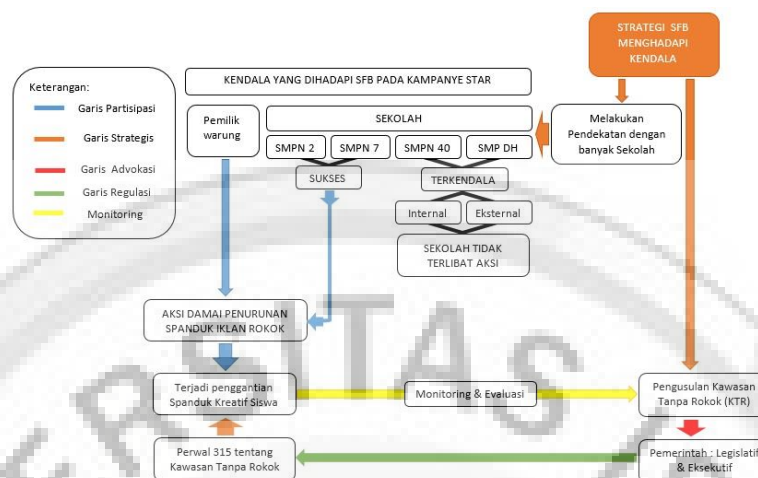 STRATEGI SFB
MENGHADAPI
KENDALA
Keterangan:
Garis Partisipasi
Garis Strategis
Garis Advokasi
Garis Regulasi
Monitoring
KENDALA YANG DIHADAPI SFB PADA KAMPANYE STAR
Pemilik
warung
SEKOLAH
SMPN 2
SMPN 7
SMPN 40
SMP DH
Melakukan
Pendekatan dengan
banyak Sekolah
SUKSES
TERKENDALA
Internal
Eksternal
SEKOLAH TIDAK
TERLIBAT AKSI
AKSI DAMAI PENURUNAN
SPANDUK IKLAN ROKOK
Terjadi penggantian
Spanduk Kreatif Siswa
Monitoring & Evaluasi
Pengusulan Kawasan
Tanpa Rokok (KTR)
Perwal 315 tentang
Kawasan Tanpa Rokok
Pemerintah : Legislatif
& Eksekutif
ERSITAS